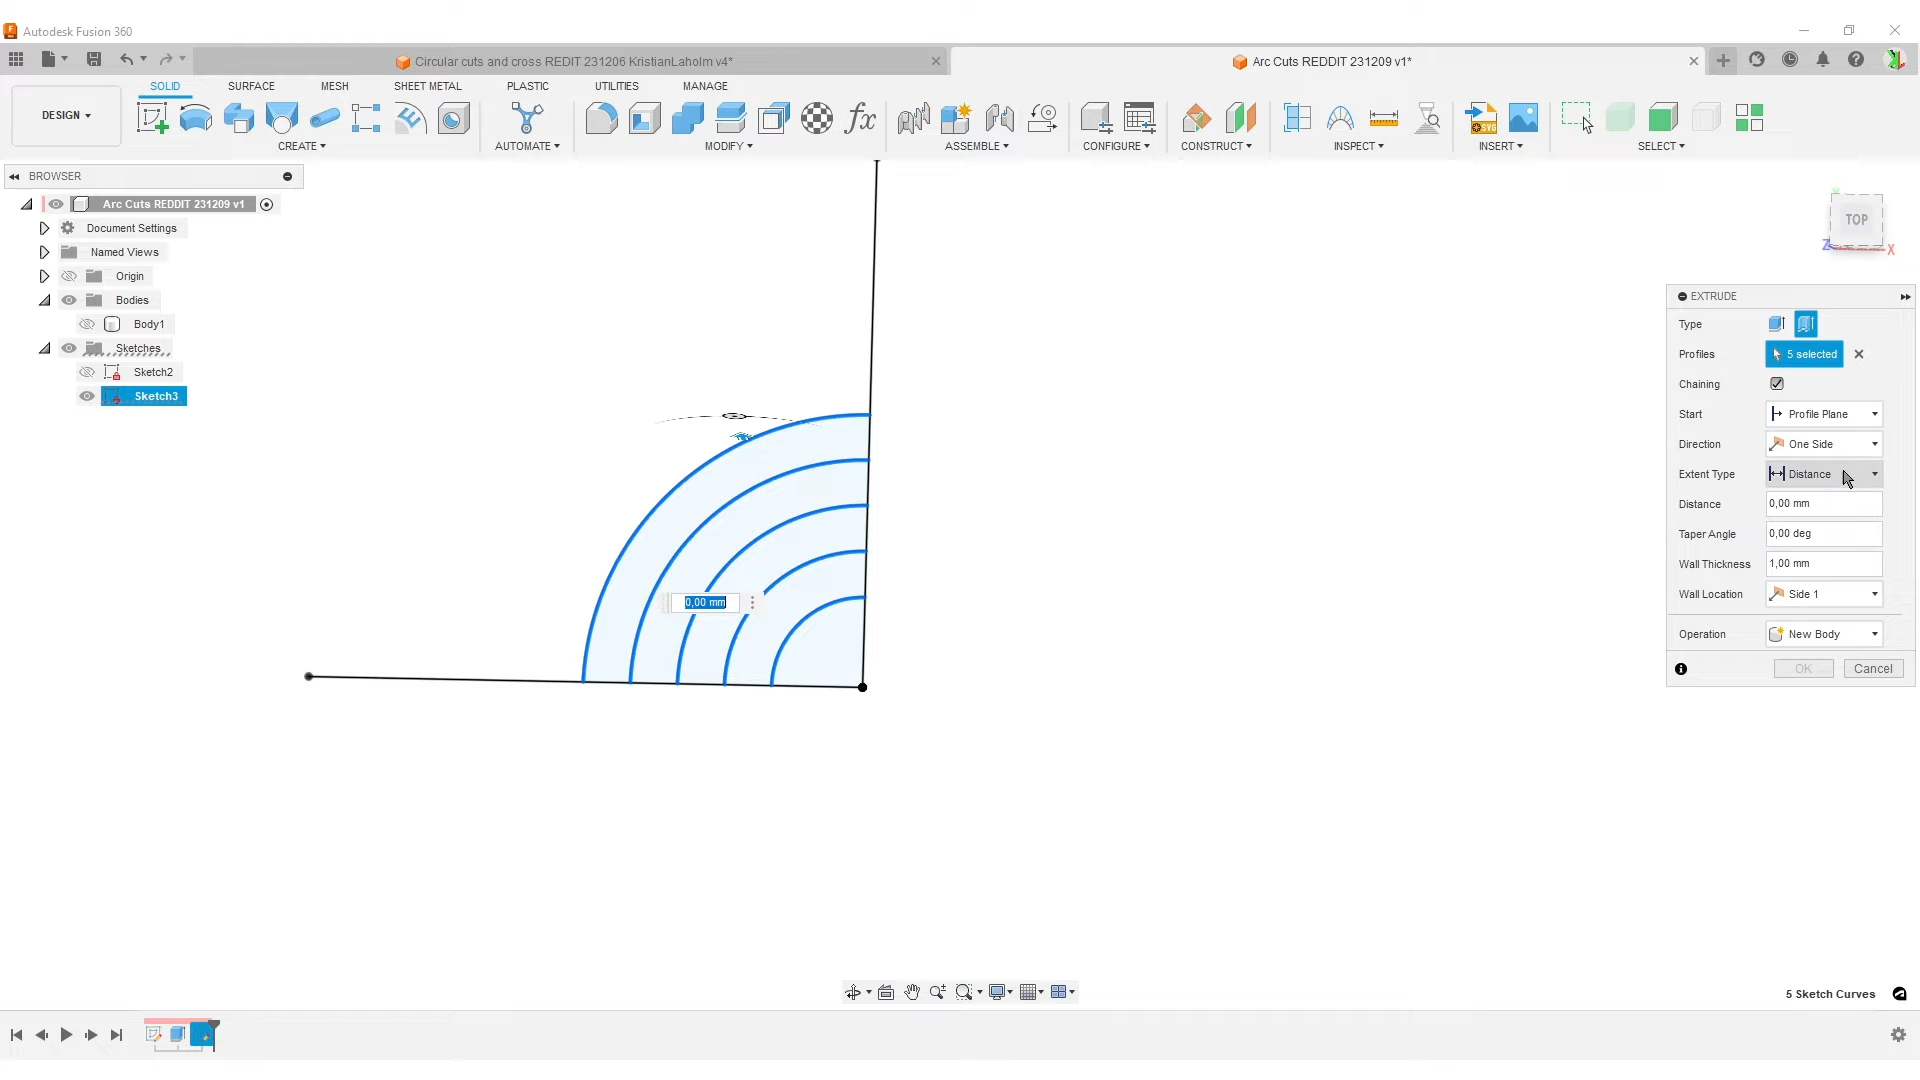 Autodesk Fusion 360
Circular cuts and cross REDIT 231206 KristianLaholm v4*
Arc Cuts REDDIT 231209 v1*
SOLID SURFACE MESH SHEET METAL PLASTIC UTILITIES MANAGE
DESIGN
CREATE AUTOMATE MODIFY fx ASSEMBLE CONFIGURE CONSTRUCT INSPECT SVG INSERT SELECT
BROWSER
Arc Cuts REDDIT 231209 v1
Document Settings
Named Views
Origin
Bodies
Body1
Sketches
Sketch2
Sketch3
TOP
Z X
EXTRUDE
Type
Profiles 5 selected
Chaining
Start Profile Plane
Direction One Side
Extent Type Distance
Distance 0,00 mm
Taper Angle 0,00 deg
Wall Thickness 1,00 mm
Wall Location Side 1
Operation New Body
OK Cancel
0,00 mm
5 Sketch Curves